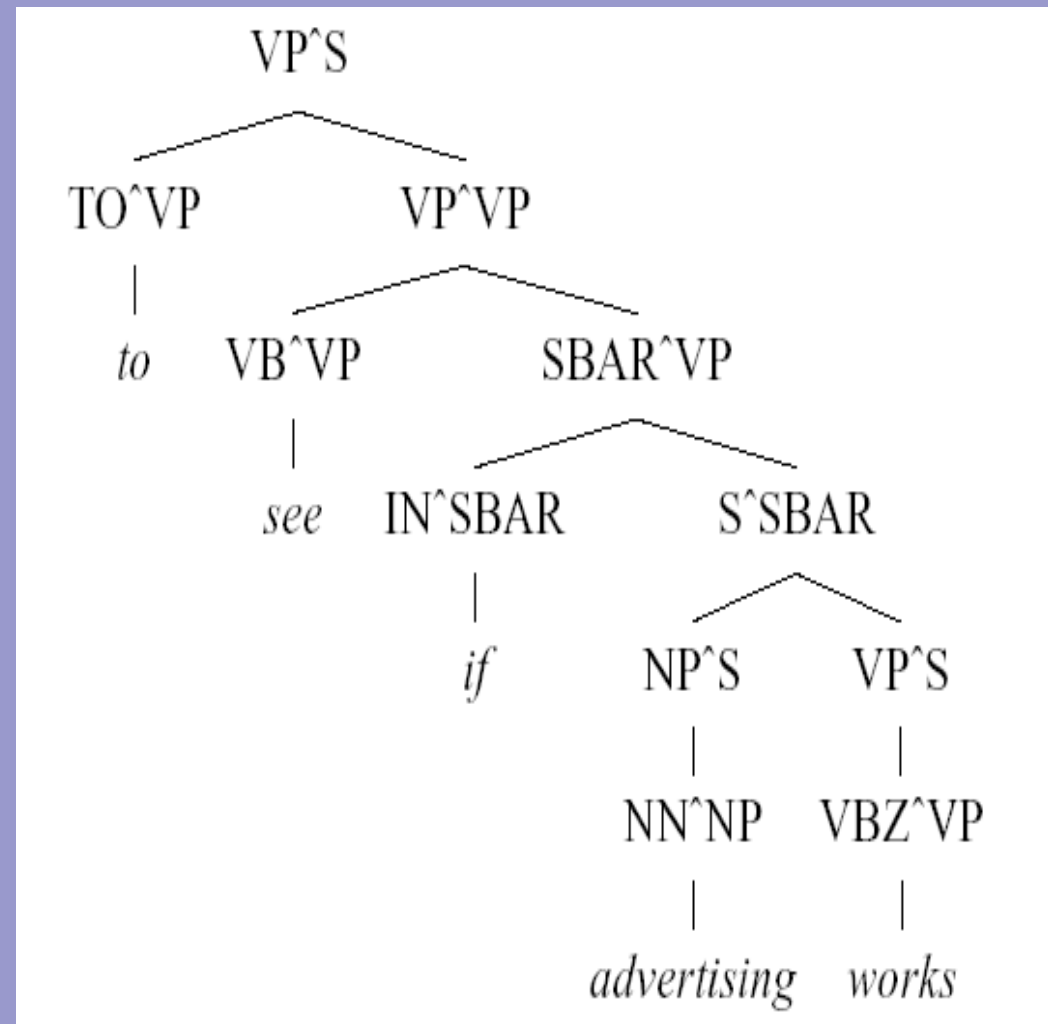 VP^S
TO^VP VP^VP
to VB^VP SBAR^VP
see IN^SBAR S^SBAR
if NP^S VP^S
NN^NP VBZ^VP
advertising works